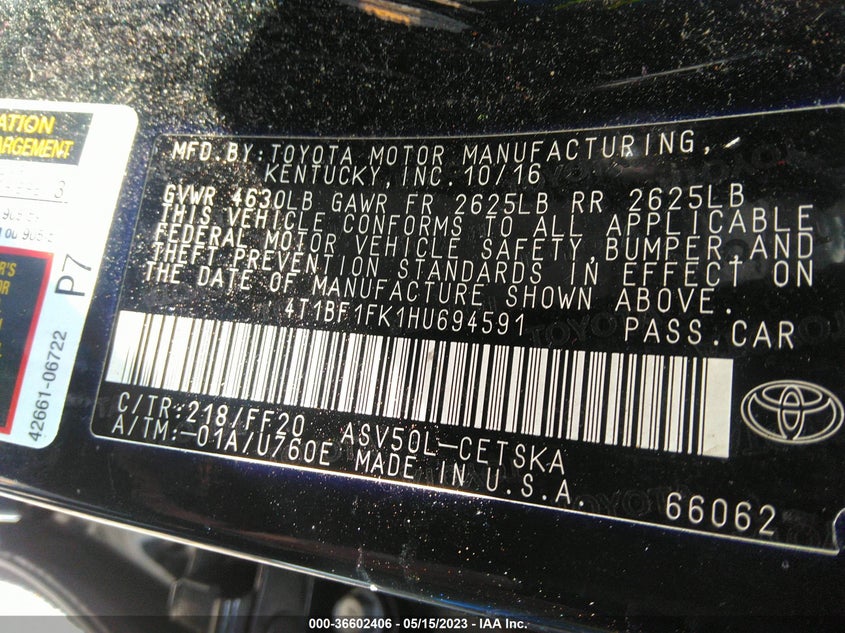 ATION
ARGEMENT
3
P7
42661-06722
MFD.BY:TOYOTA MOTOR MANUFACTURING,
KENTUCKY,INC.10/16
GVWR 4630LB GAWR FR 2625LB RR 2625LB
THIS VEHICLE CONFORMS TO ALL APPLICABLE
FEDERAL MOTOR VEHICLE SAFETY,BUMPER,AND
THEFT PREVENTION STANDARDS IN EFFECT ON
THE DATE OF MANUFACTURE SHOWN ABOVE.
4T1BF1FK1HU694591 PASS.CAR
C/TR:218/FF20 ASV50L-CETSKA
A/TM:-01A/U760E MADE IN U.S.A.
66062
000-36602406 - 05/15/2023 - IAA Inc.